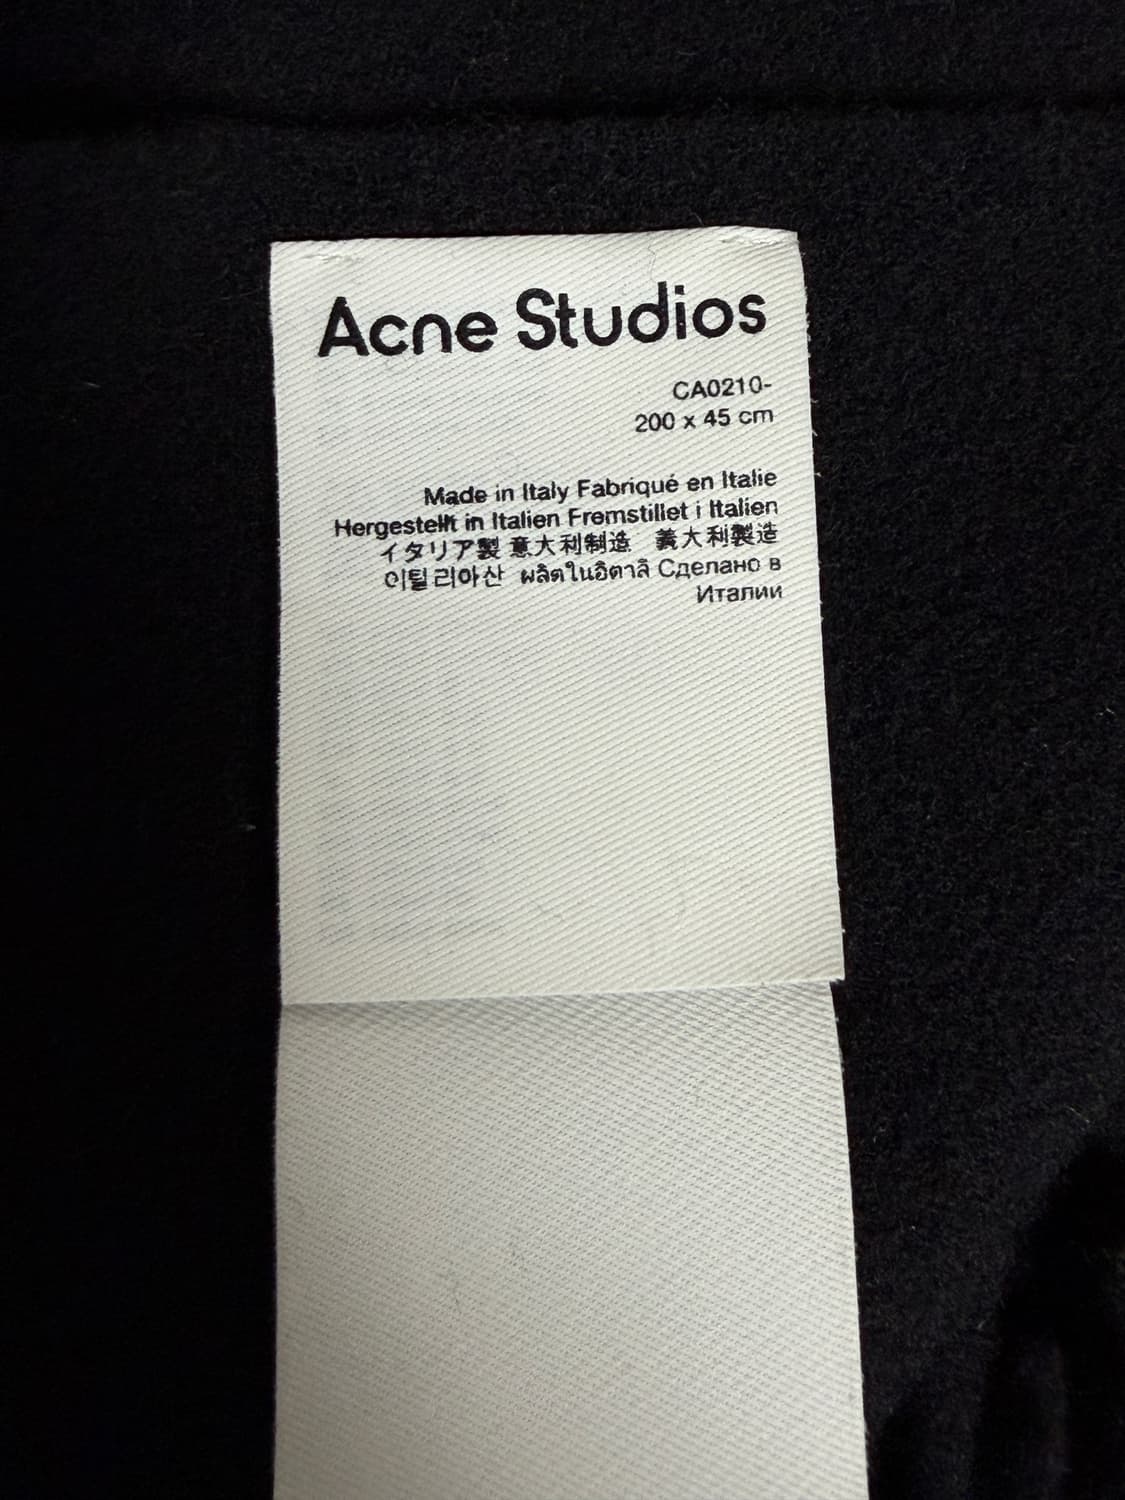 Acne Studios
CA0210-
200 x 45 cm
Made in Italy Fabriqué en Italie
Hergestellt in Italien Fremstillet i Italien
イタリア製 意大利制造 義大利製造
이탈리아산 ผลิตในอิตาลี Сделано в
Италии